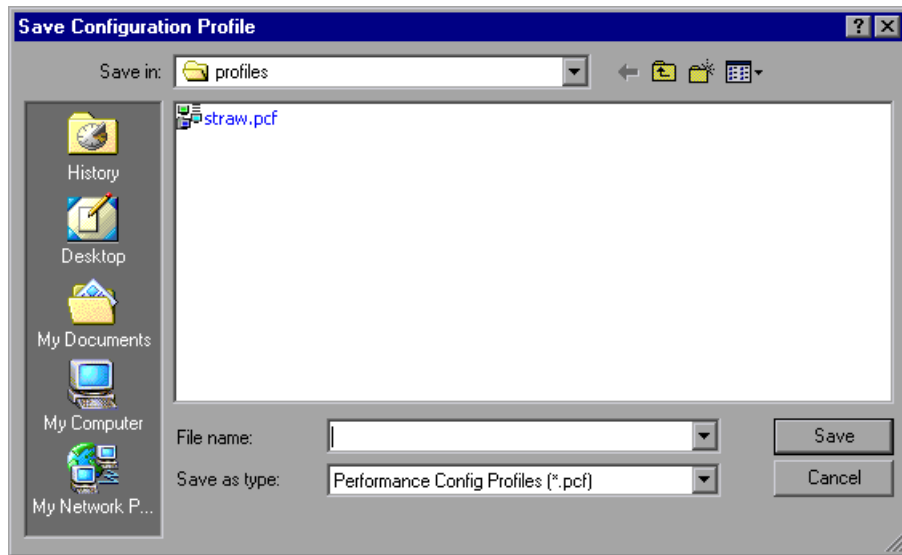 Save Configuration Profile
Save in: profiles
straw.pcf
History
Desktop
My Documents
My Computer
My Network P...
File name:
Save
Save as type: Performance Config Profiles (*.pcf)
Cancel